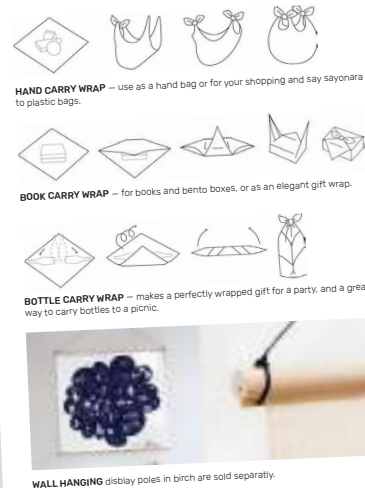 HAND CARRY WRAP – use as a hand bag or for your shopping and say sayonara
to plastic bags.
BOOK CARRY WRAP – for books and bento boxes, or as an elegant gift wrap.
BOTTLE CARRY WRAP – makes a perfectly wrapped gift for a party, and a grea
way to carry bottles to a picnic.
WALL HANGING disblay poles in birch are sold separatly.